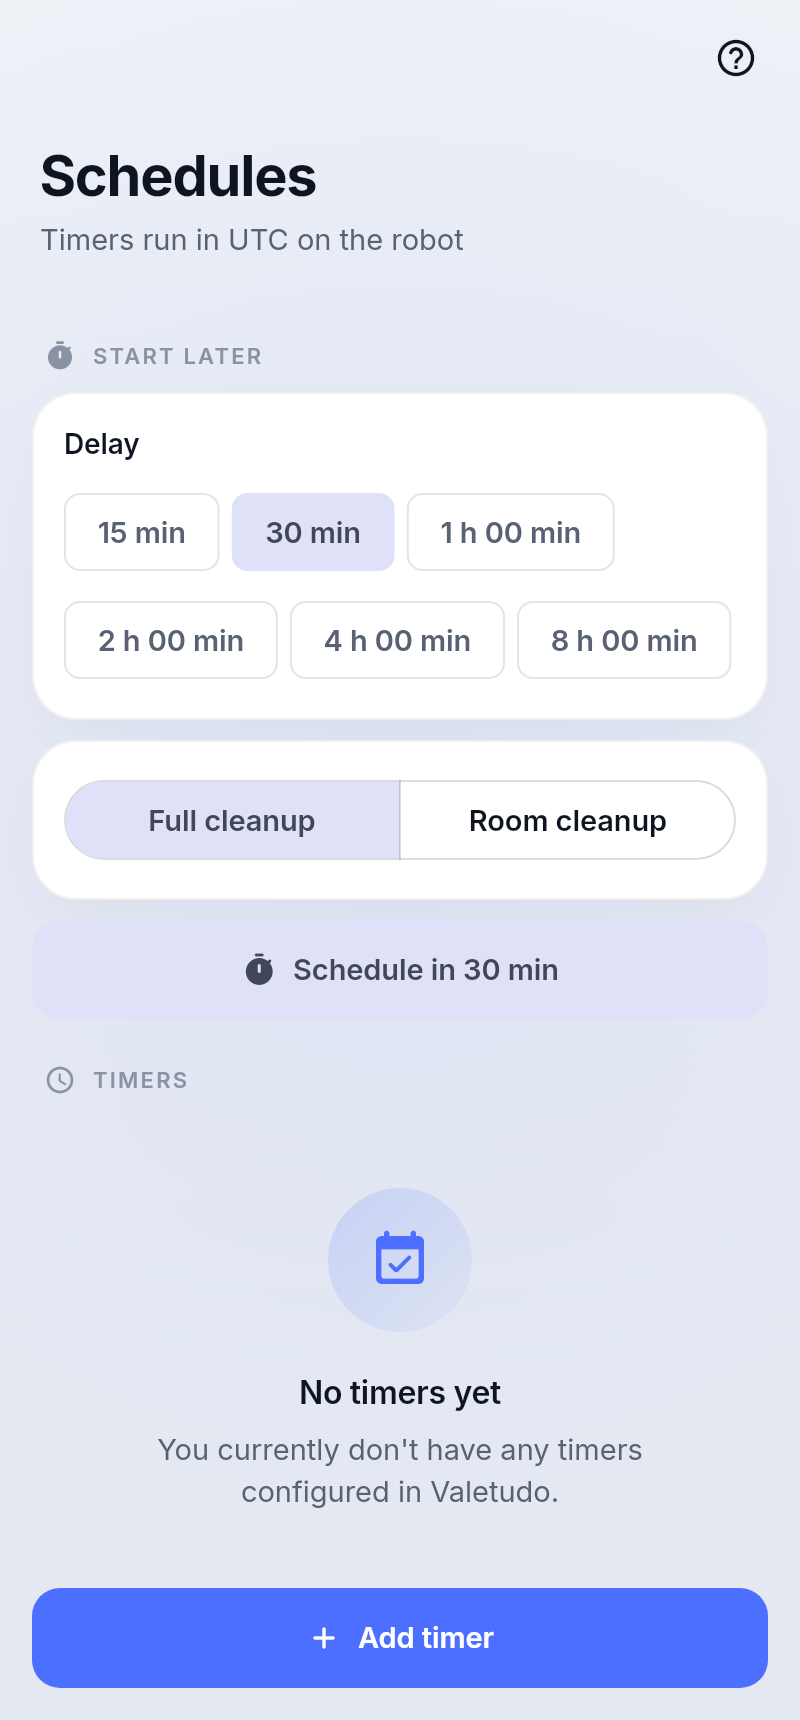 Schedules
Timers run in UTC on the robot
START LATER
Delay
15 min
30 min
1 h 00 min
2 h 00 min
4 h 00 min
8 h 00 min
Full cleanup
Room cleanup
Schedule in 30 min
TIMERS
No timers yet
You currently don't have any timers
configured in Valetudo.
Add timer